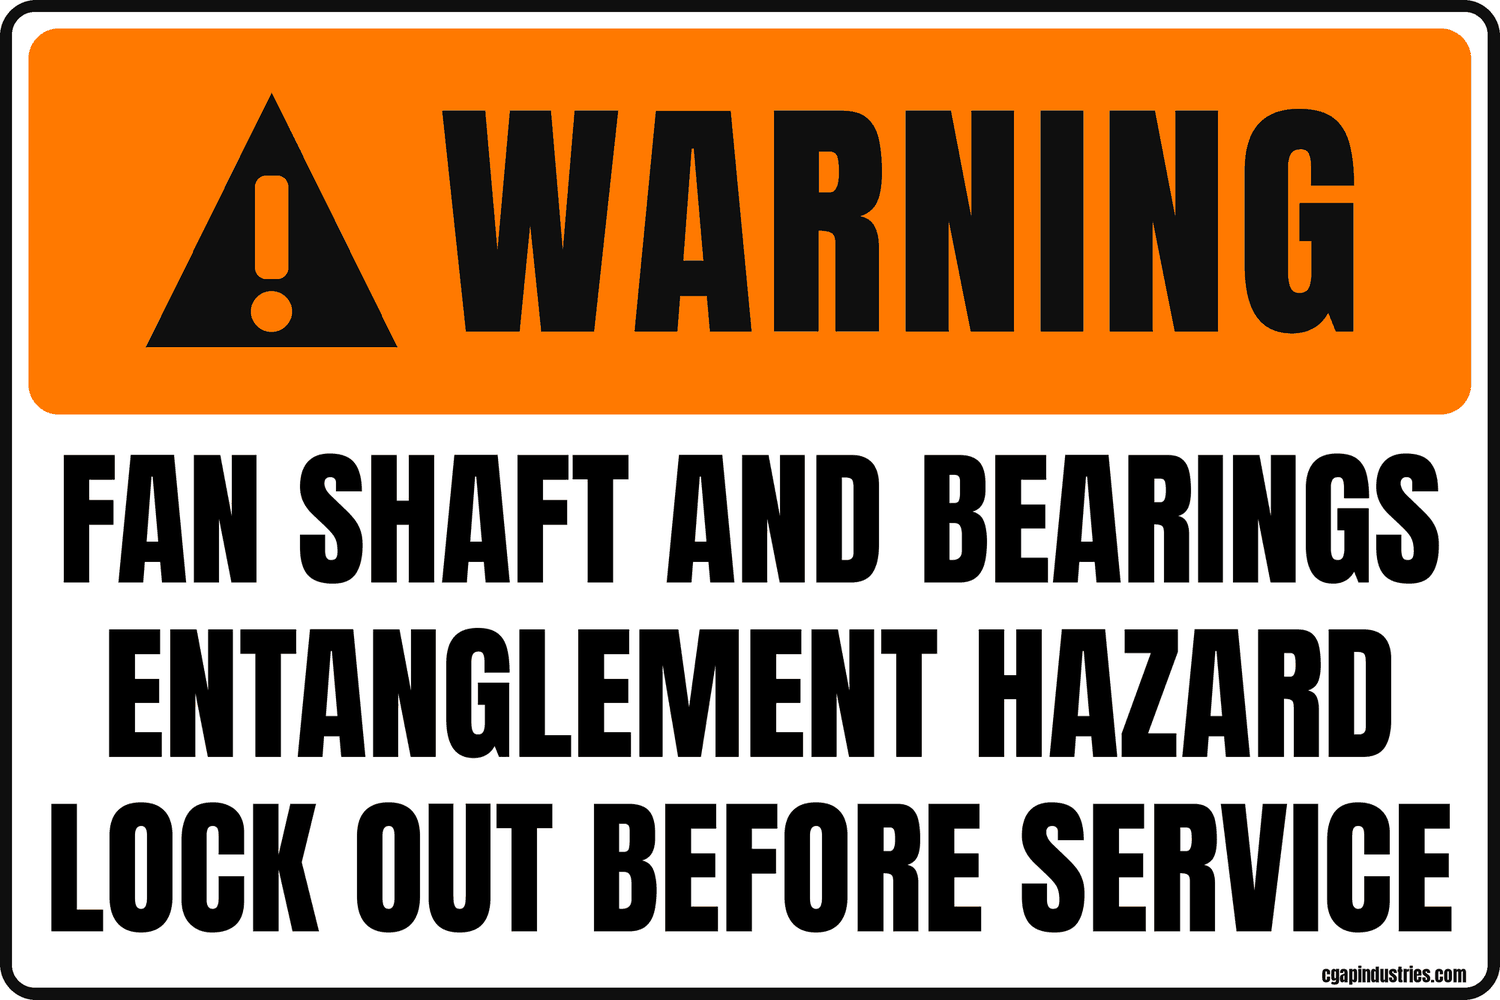 WARNING
FAN SHAFT AND BEARINGS
ENTANGLEMENT HAZARD
LOCK OUT BEFORE SERVICE
cgapindustries.com